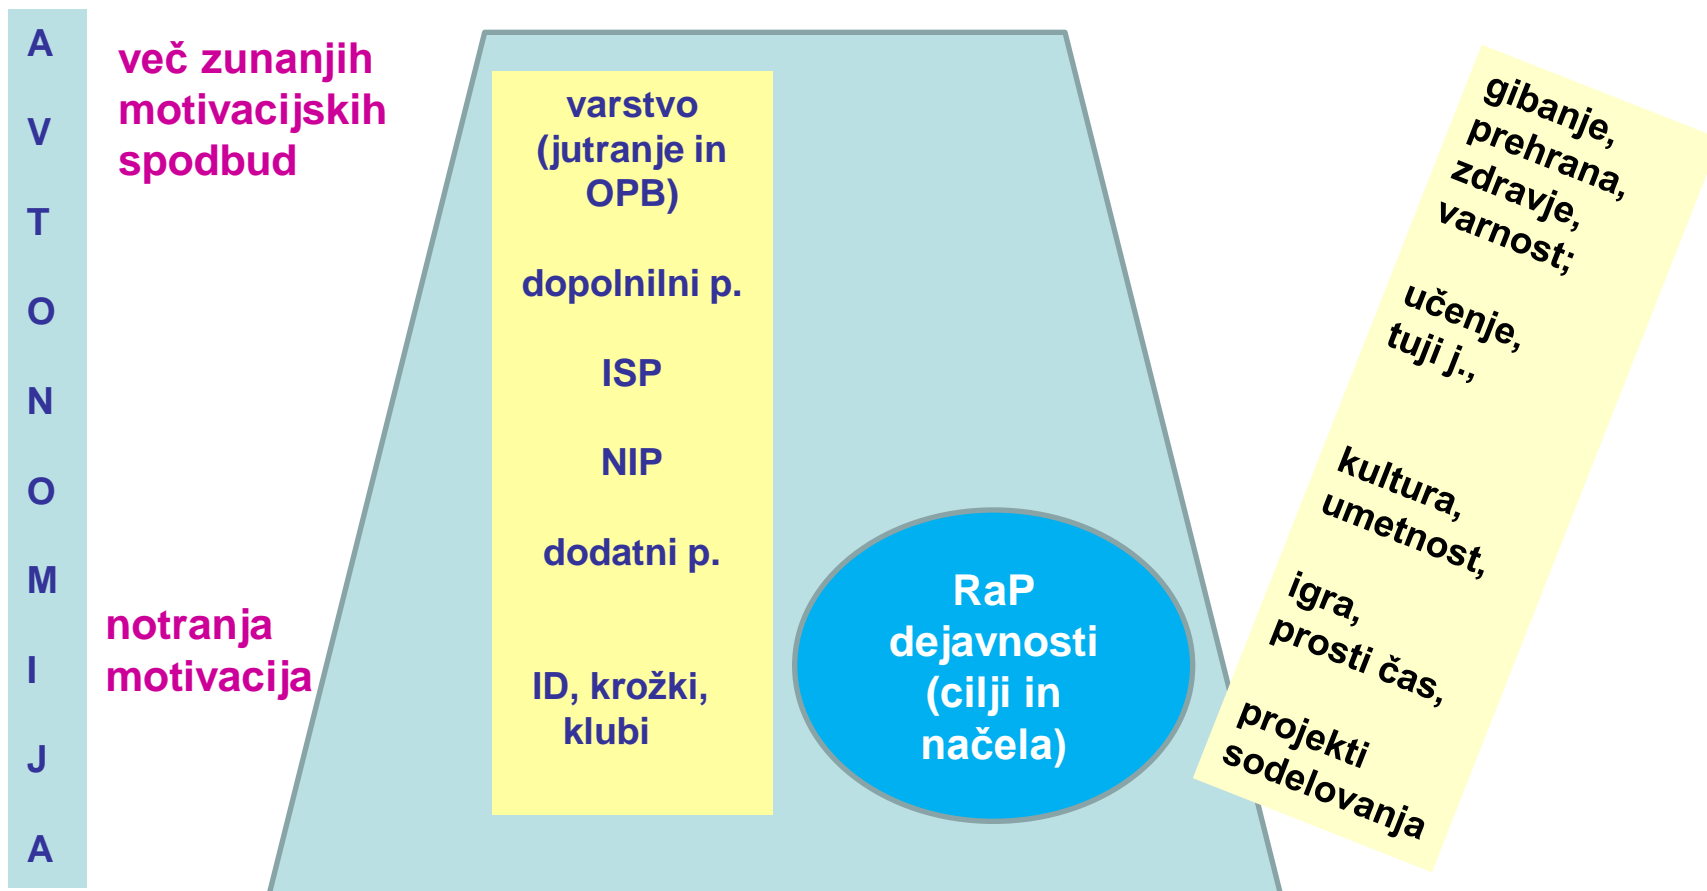 A
V
T
O
N
O
M
I
J
A
več zunanjih
motivacijskih
spodbud
notranja
motivacija
varstvo
(jutranje in
OPB)
dopolnilni p.
ISP
NIP
dodatni p.
ID, krožki,
klubi
RaP
dejavnosti
(cilji in
načela)
gibanje,
prehrana,
zdravje,
varnost;
učenje,
tuji j.,
kultura,
umetnost,
igra,
prosti čas,
projekti
sodelovanja